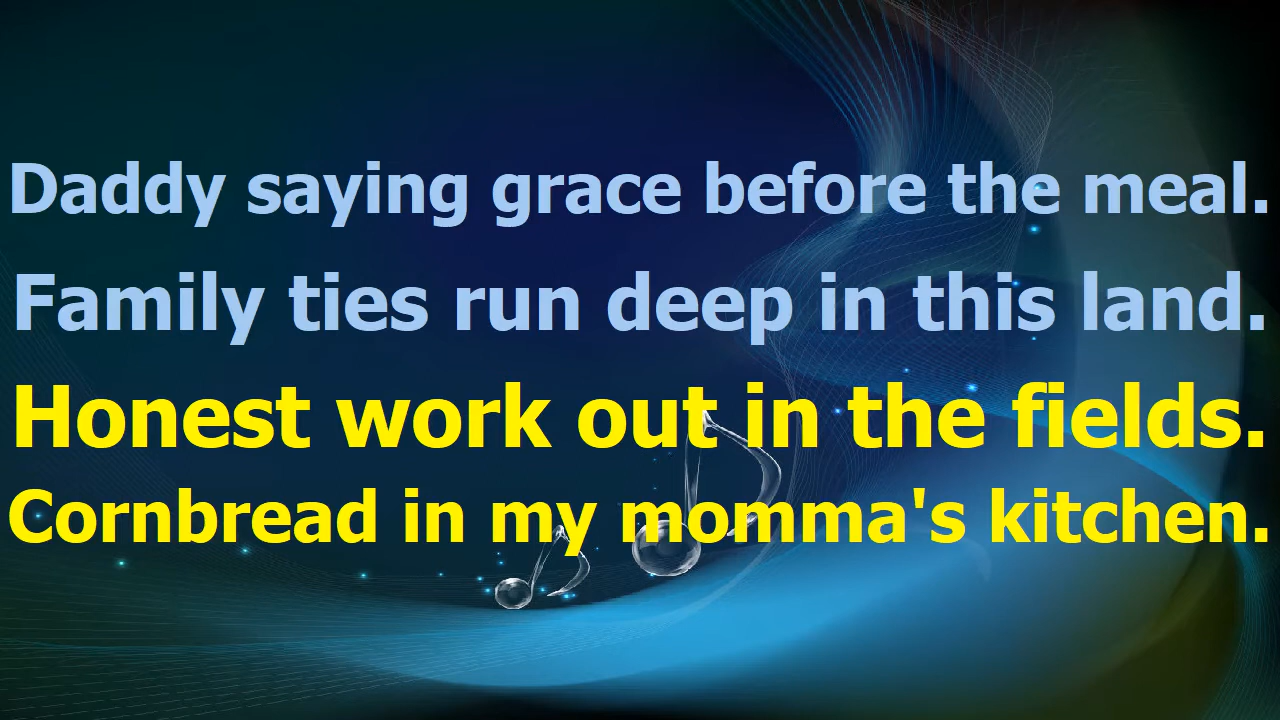 Daddy saying grace before the meal.
Family ties run deep in this land.
Honest work out in the fields.
Cornbread in my momma's kitchen.